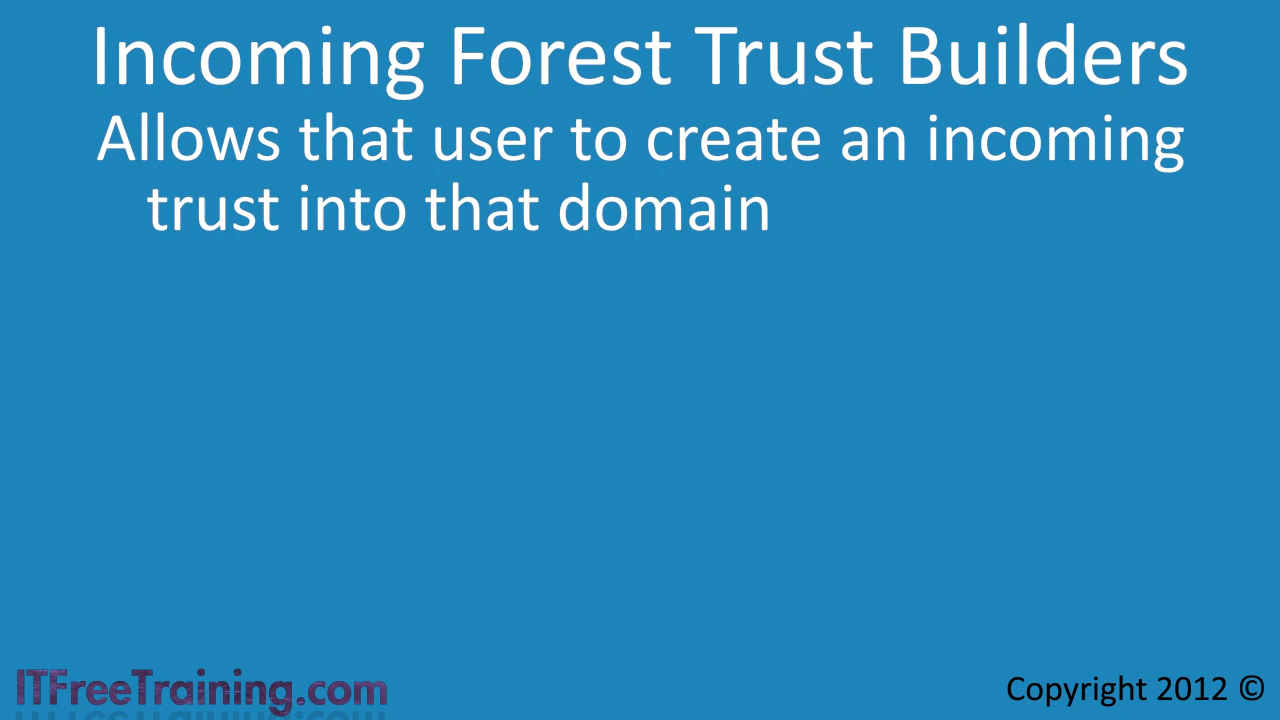 Incoming Forest Trust Builders
Allows that user to create an incoming
trust into that domain
ITFreeTraining.com
Copyright 2012 ©